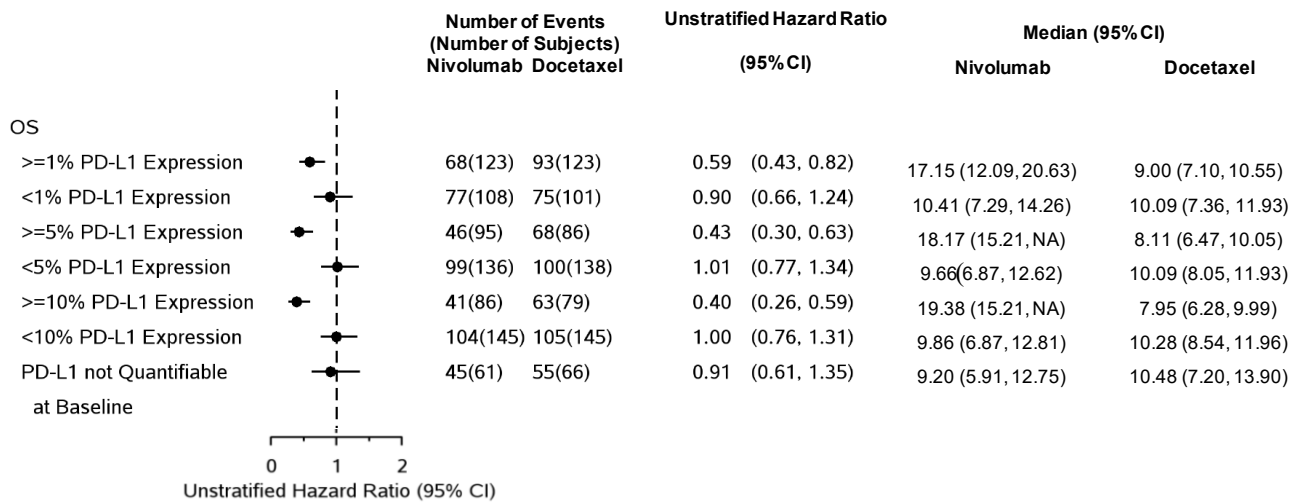 Number of Events Unstratified Hazard Ratio Median (95% CI)
(Number of Subjects)
Nivolumab Docetaxel (95% CI) Nivolumab Docetaxel
OS
>=1% PD-L1 Expression 68(123) 93(123) 0.59 (0.43, 0.82) 17.15 (12.09, 20.63) 9.00 (7.10, 10.55)
<1% PD-L1 Expression 77(108) 75(101) 0.90 (0.66, 1.24) 10.41 (7.29, 14.26) 10.09 (7.36, 11.93)
>=5% PD-L1 Expression 46(95) 68(86) 0.43 (0.30, 0.63) 18.17 (15.21, NA) 8.11 (6.47, 10.05)
<5% PD-L1 Expression 99(136) 100(138) 1.01 (0.77, 1.34) 9.66(6.87, 12.62) 10.09 (8.05, 11.93)
>=10% PD-L1 Expression 41(86) 63(79) 0.40 (0.26, 0.59) 19.38 (15.21, NA) 7.95 (6.28, 9.99)
<10% PD-L1 Expression 104(145) 105(145) 1.00 (0.76, 1.31) 9.86 (6.87, 12.81) 10.28 (8.54, 11.96)
PD-L1 not Quantifiable 45(61) 55(66) 0.91 (0.61, 1.35) 9.20 (5.91, 12.75) 10.48 (7.20, 13.90)
at Baseline
0 1 2
Unstratified Hazard Ratio (95% CI)